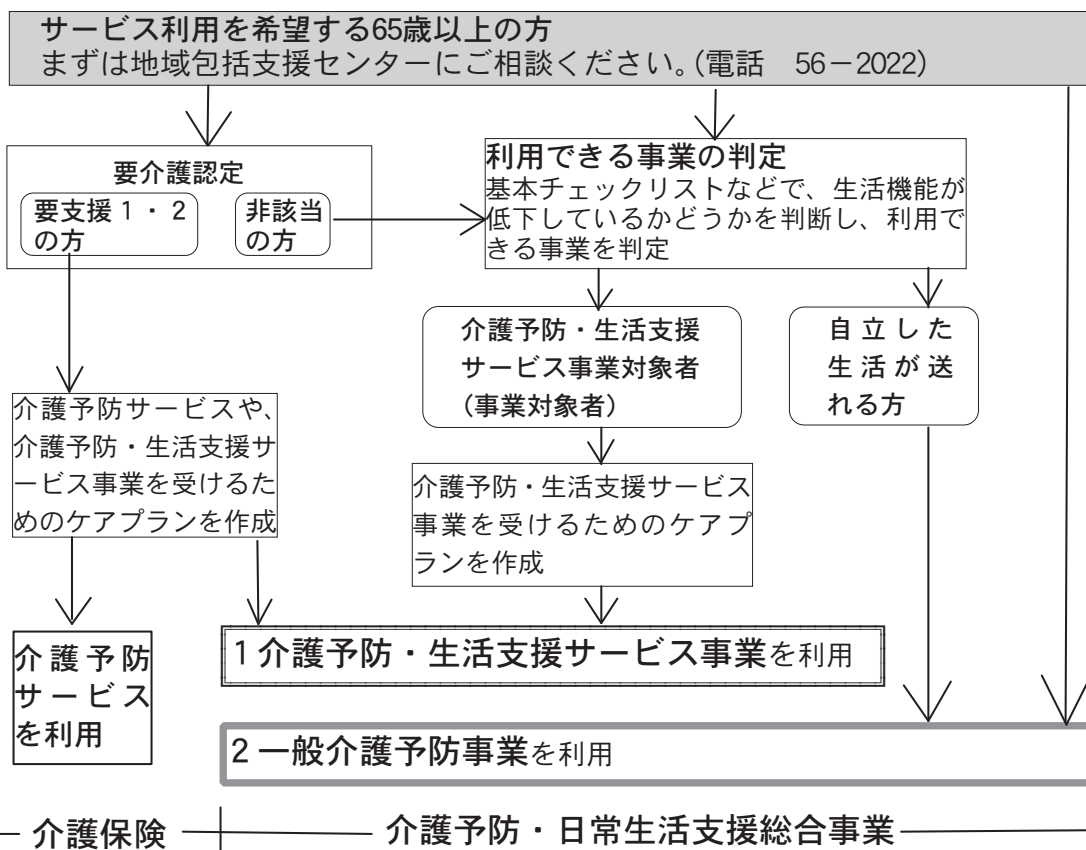 サービス利用を希望する65歳以上の方
まずは地域包括支援センターにご相談ください。(電話　56－2022)
要介護認定
要支援１・２
の方
非該当
の方
利用できる事業の判定
基本チェックリストなどで、生活機能が
低下しているかどうかを判断し、利用で
きる事業を判定
介護予防・生活支援
サービス事業対象者
(事業対象者)
自立した
生活が送
れる方
介護予防サービスや、
介護予防・生活支援サ
ービス事業を受けるた
めのケアプランを作成
介護予防・生活支援サービス
事業を受けるためのケアプ
ランを作成
介護予防
サービス
を利用
1 介護予防・生活支援サービス事業を利用
2 一般介護予防事業を利用
介護保険
介護予防・日常生活支援総合事業